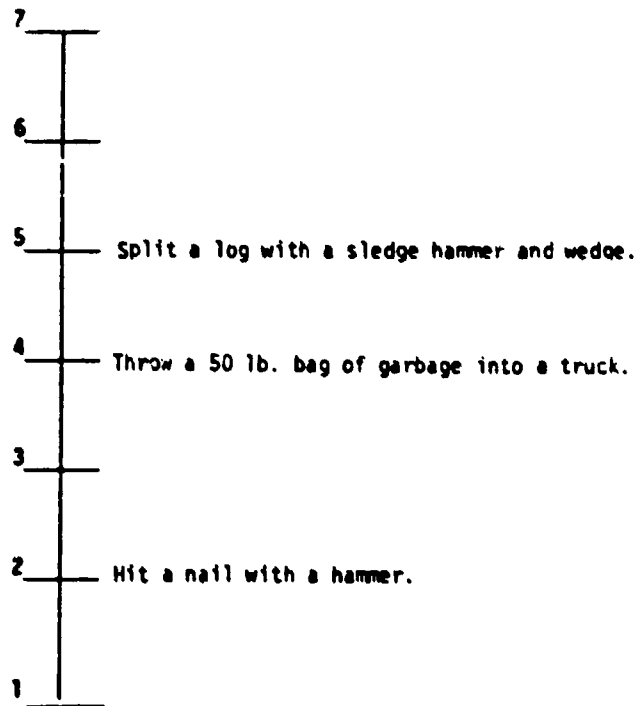 7
6
5 Split a log with a sledge hammer and wedge.
4 Throw a 50 lb. bag of garbage into a truck.
3
2 Hit a nail with a hammer.
1